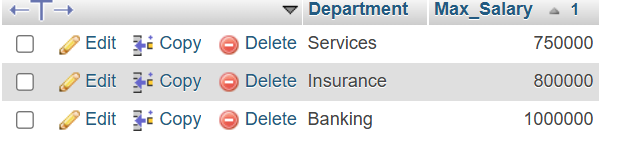 Department Max_Salary 1
Edit Copy Delete Services 750000
Edit Copy Delete Insurance 800000
Edit Copy Delete Banking 1000000